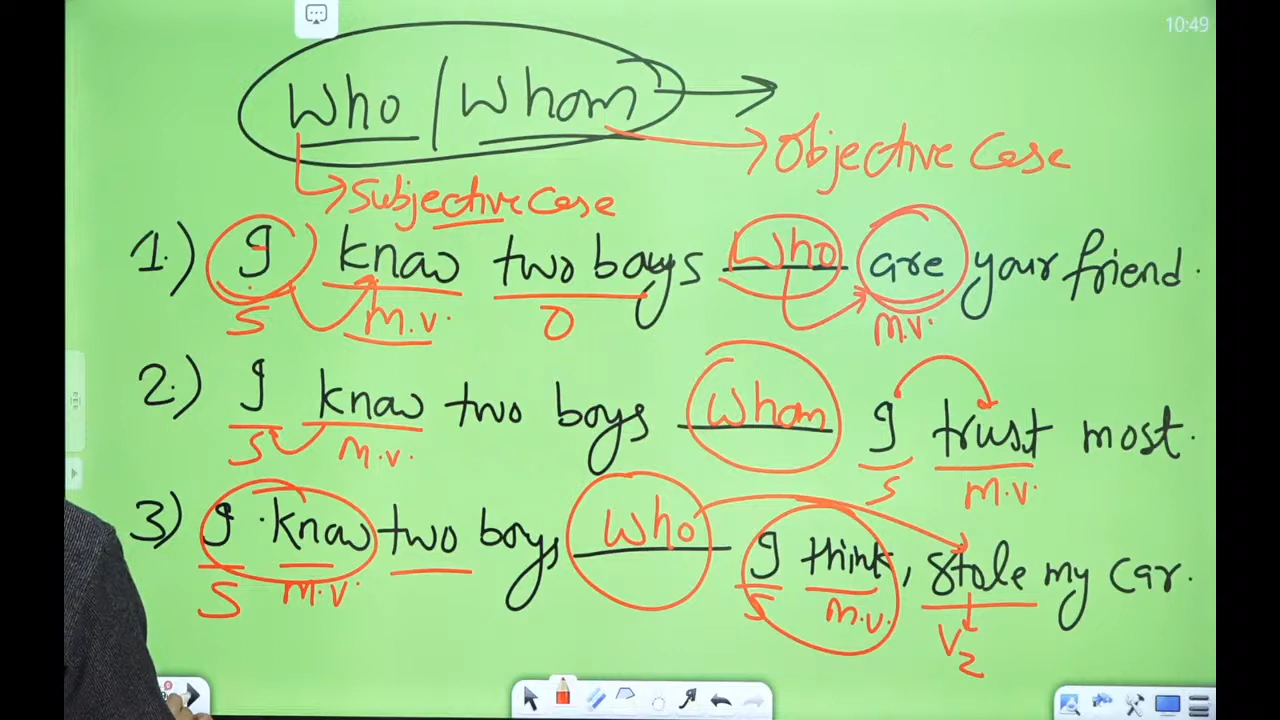 10:49
Who / Whom
Objective Case
Subjective Case
1.) I know two boys who are your friend.
S m.v. O m.v.
2.) I know two boys whom I trust most.
S m.v. S m.v.
3) I know two boys who I think, stole my car.
S m.v. S m.v. V2